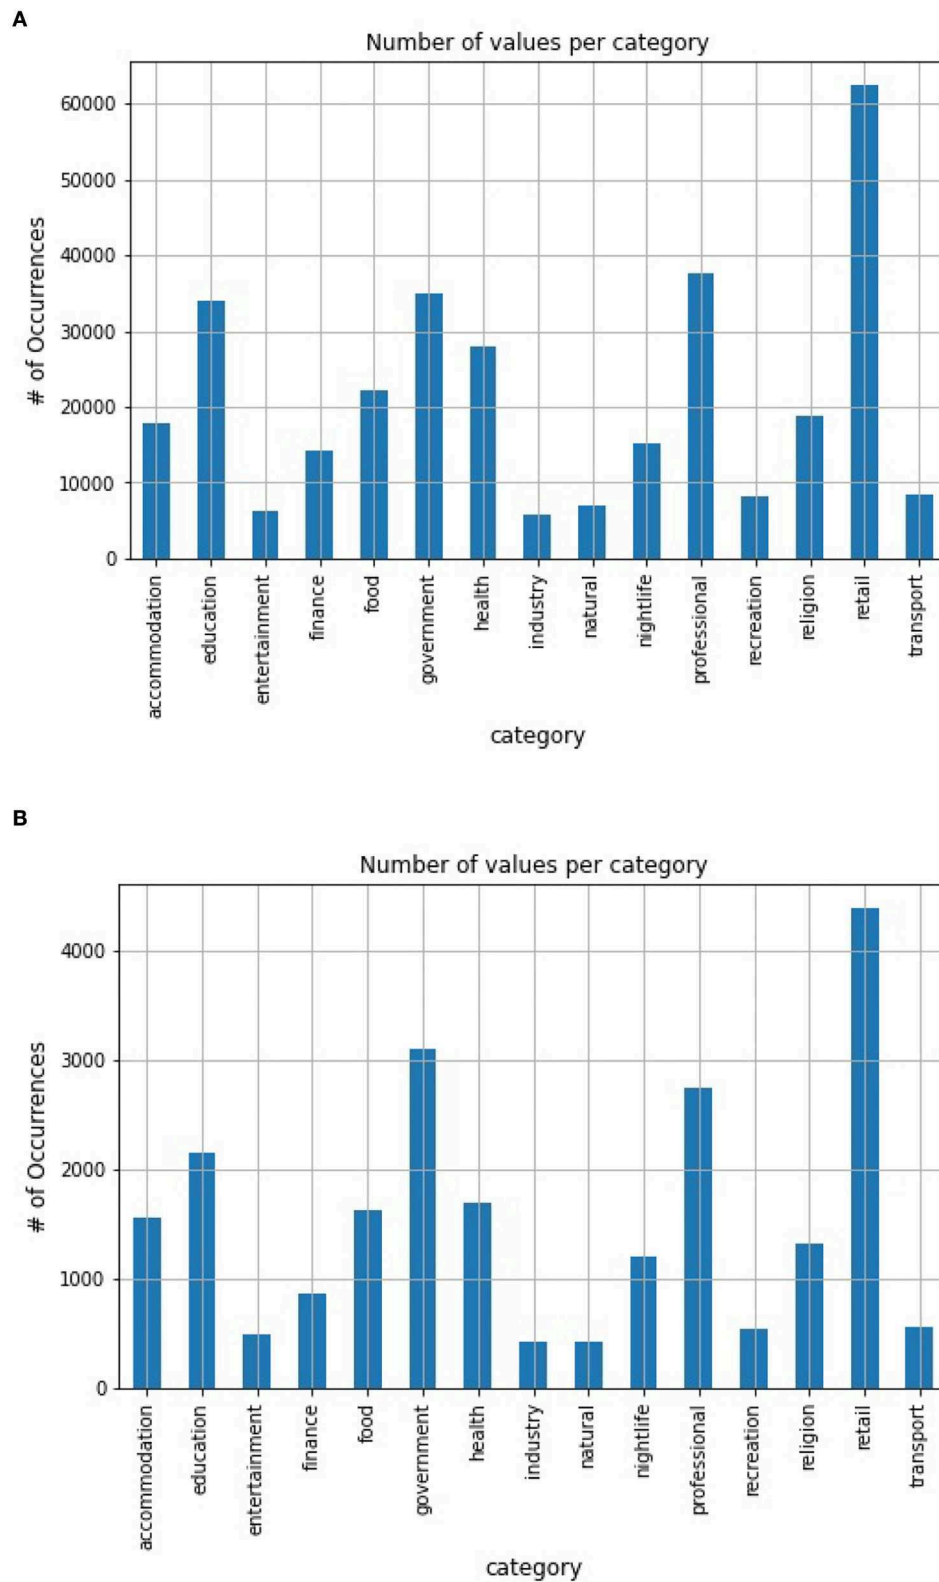 A
Number of values per category
# of Occurrences
60000
50000
40000
30000
20000
10000
0
accommodation
education
entertainment
finance
food
government
health
industry
natural
nightlife
professional
recreation
religion
retail
transport
category
B
Number of values per category
# of Occurrences
4000
3000
2000
1000
0
accommodation
education
entertainment
finance
food
government
health
industry
natural
nightlife
professional
recreation
religion
retail
transport
category